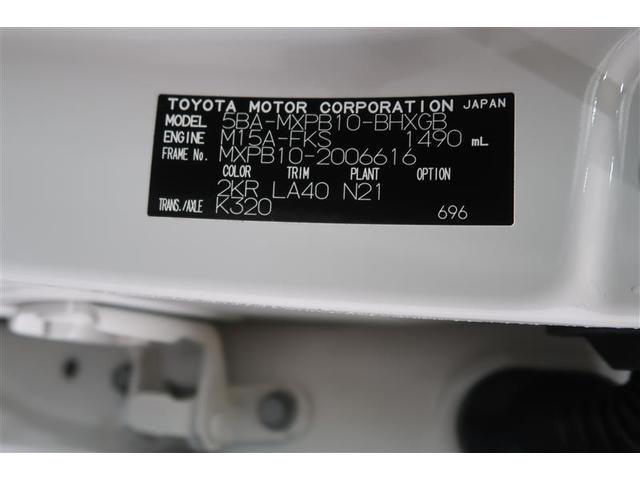 TOYOTA MOTOR CORPORATION JAPAN
MODEL 5BA-MXPB10-BHXGB
ENGINE M15A-FKS 1490 mL
FRAME No. MXPB10-2006616
COLOR TRIM PLANT OPTION
2KR LA40 N21
TRANS./AXLE K320
696